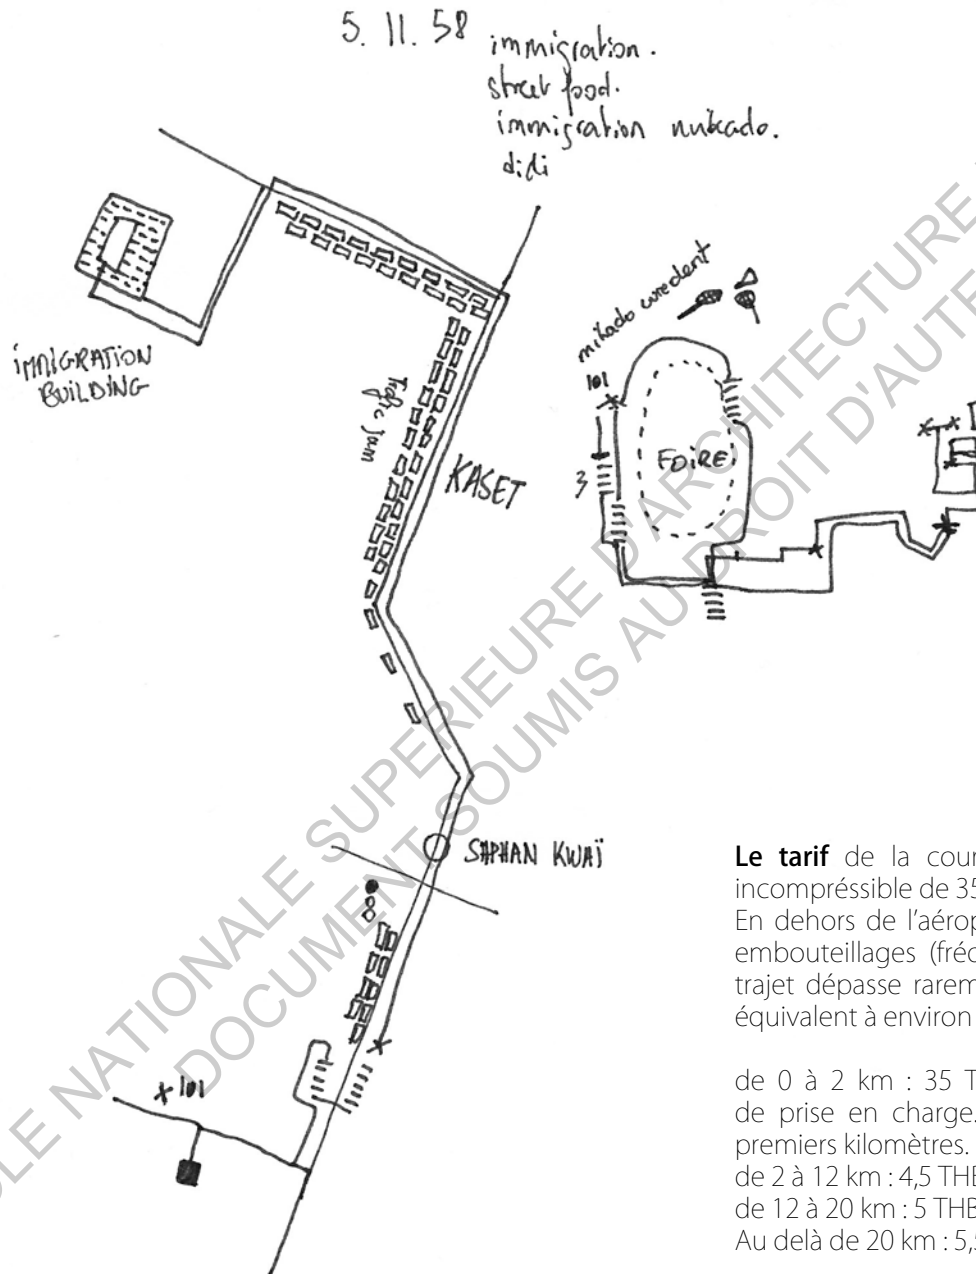 5. 11. 58
immigration.
street food.
immigration mikado.
didi
IMMIGRATION
BUILDING
Trafic jam
KASET
mikado curedent
101
3
FOIRE
SAPHAN KWAÏ
101
Le tarif de la cour
incompréssible de 35
En dehors de l'aérop
embouteillages (fréq
trajet dépasse rarem
équivalent à environ
de 0 à 2 km : 35 T
de prise en charge.
premiers kilomètres.
de 2 à 12 km : 4,5 THB
de 12 à 20 km : 5 THB
Au delà de 20 km : 5,5
OLE NATIONALE SUPERIEURE D'ARCHITECTURE
DOCUMENT SOUMIS AU DROIT D'AUTE